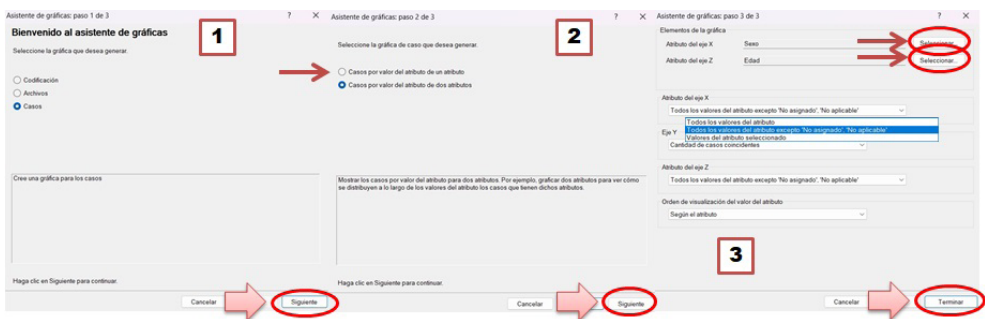 Asistente de gráficas: paso 1 de 3
? ×
Bienvenido al asistente de gráficas
1
Seleccione la gráfica que desea generar.
Codificación
Archivos
Casos
Cree una gráfica para los casos
Haga clic en Siguiente para continuar.
Cancelar
Siguiente
Asistente de gráficas: paso 2 de 3
? ×
2
Seleccione la gráfica de caso que desea generar.
Casos por valor del atributo de un atributo
Casos por valor del atributo de dos atributos
Mostrar los casos por valor del atributo para dos atributos. Por ejemplo, graficar dos atributos para ver cómo
se distribuyen a lo largo de los valores del atributo los casos que tienen dichos atributos.
Haga clic en Siguiente para continuar.
Cancelar
Siguiente
Asistente de gráficas: paso 3 de 3
? ×
Elementos de la gráfica
Atributo del eje X
Sexo
Seleccionar...
Atributo del eje Z
Edad
Seleccionar...
Atributo del eje X
Todos los valores del atributo excepto 'No asignado', 'No aplicable'
Todos los valores del atributo
Todos los valores del atributo excepto 'No asignado', 'No aplicable'
Valores del atributo seleccionado
Eje Y
Cantidad de casos coincidentes
Atributo del eje Z
Todos los valores del atributo excepto 'No asignado', 'No aplicable'
Orden de visualización del valor del atributo
Según el atributo
3
Cancelar
Terminar